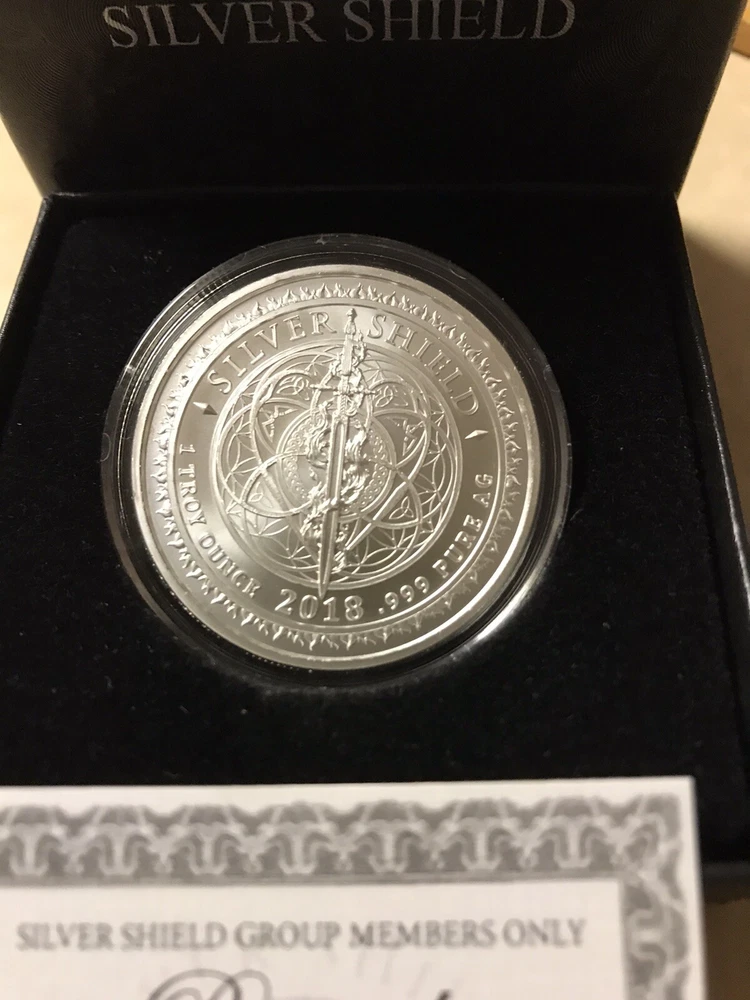 SILVER SHIELD
SILVER SHIELD
1 TROY OUNCE 2018 .999 PURE AG
SILVER SHIELD GROUP MEMBERS ONLY